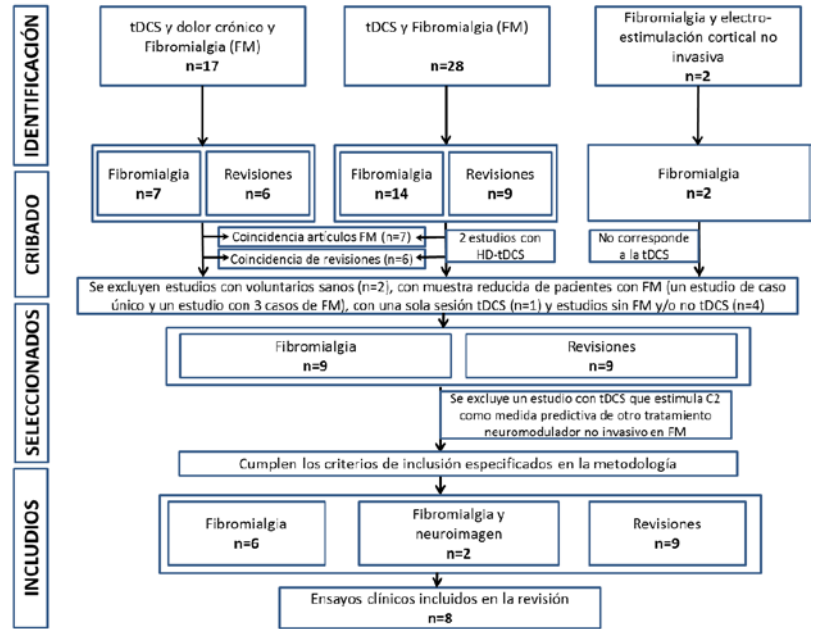 IDENTIFICACIÓN
tDCS y dolor crónico y
Fibromialgia (FM)
n=17
tDCS y Fibromialgia (FM)
n=28
Fibromialgia y electro-
estimulación cortical no
invasiva
n=2
CRIBADO
Fibromialgia
n=7
Revisiones
n=6
Fibromialgia
n=14
Revisiones
n=9
Fibromialgia
n=2
Coincidencia artículos FM (n=7)
Coincidencia de revisiones (n=6)
2 estudios con
HD-tDCS
No corresponde
a la tDCS
Se excluyen estudios con voluntarios sanos (n=2), con muestra reducida de pacientes con FM (un estudio de caso
único y un estudio con 3 casos de FM), con una sola sesión tDCS (n=1) y estudios sin FM y/o no tDCS (n=4)
SELECCIONADOS
Fibromialgia
n=9
Revisiones
n=9
Se excluye un estudio con tDCS que estimula C2
como medida predictiva de otro tratamiento
neuromodulador no invasivo en FM
Cumplen los criterios de inclusión especificados en la metodología
INCLUDIOS
Fibromialgia
n=6
Fibromialgia y
neuroimagen
n=2
Revisiones
n=9
Ensayos clínicos incluidos en la revisión
n=8